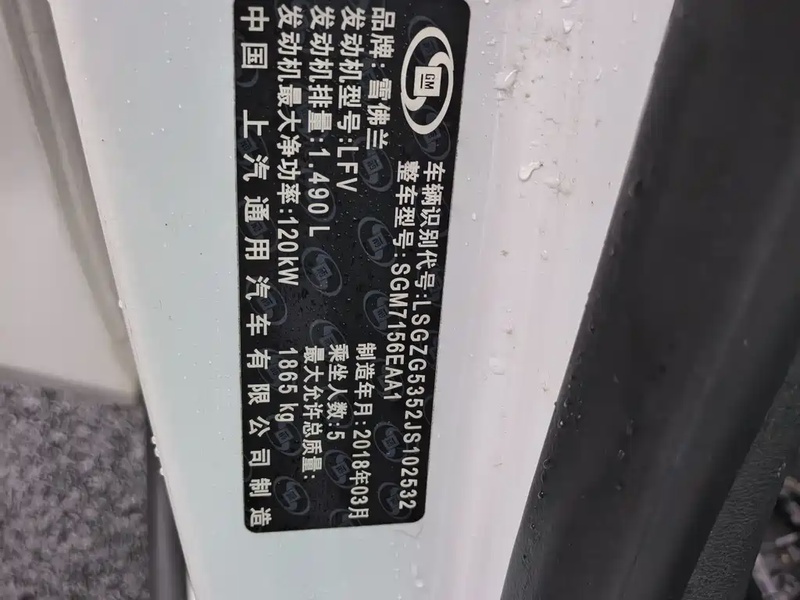 GM
车辆识别代号:LSGZG5352JS102532
整车型号:SGM7156EAA1
品牌:雪佛兰
制造年月:2018年03月
发动机型号:LFV
乘坐人数:5
发动机排量:1.490 L
最大允许总质量:
发动机最大净功率:120kW
1865 kg
中国 上汽通用汽车有限公司制造